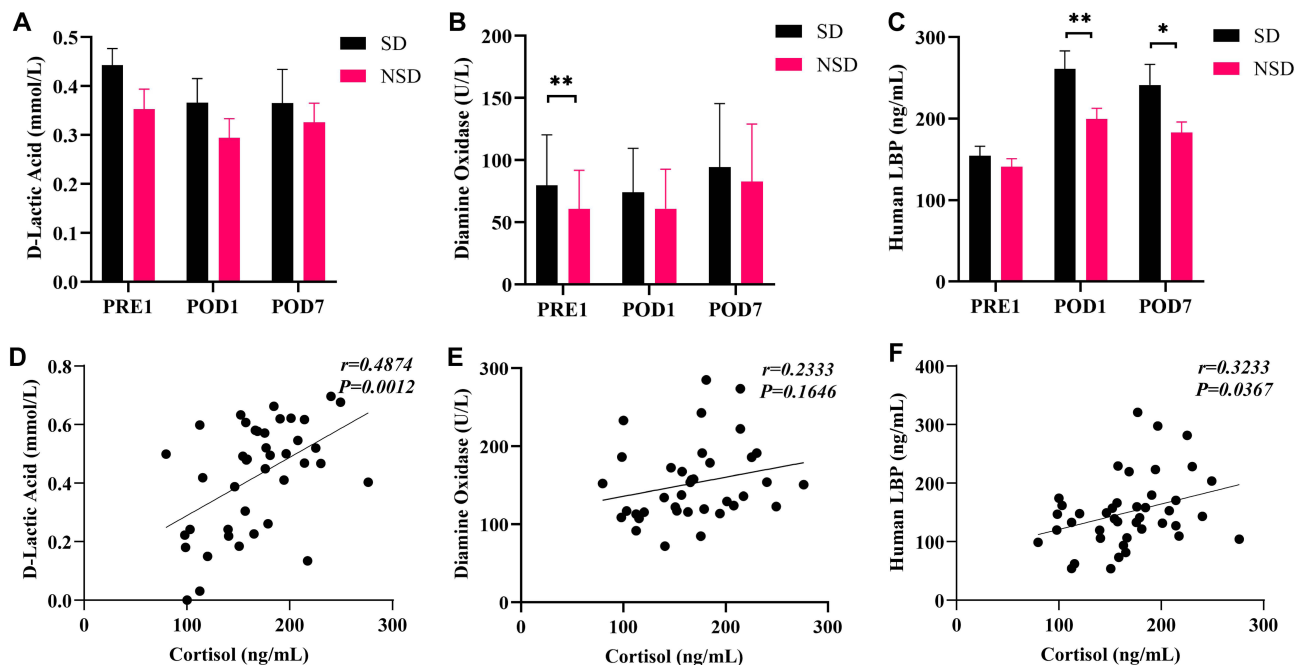 A
D-Lactic Acid (mmol/L)
0.5
0.4
0.3
0.2
0.1
0.0
PRE1 POD1 POD7
SD
NSD
B
Diamine Oxidase (U/L)
200
150
100
50
0
**
PRE1 POD1 POD7
SD
NSD
C
Human LBP (ng/mL)
300
200
100
0
**
*
PRE1 POD1 POD7
SD
NSD
D
D-Lactic Acid (mmol/L)
0.8
0.6
0.4
0.2
0.0
r=0.4874
P=0.0012
0 100 200 300
Cortisol (ng/mL)
E
Diamine Oxidase (U/L)
300
200
100
0
r=0.2333
P=0.1646
0 100 200 300
Cortisol (ng/mL)
F
Human LBP (ng/mL)
400
300
200
100
0
r=0.3233
P=0.0367
0 100 200 300
Cortisol (ng/mL)